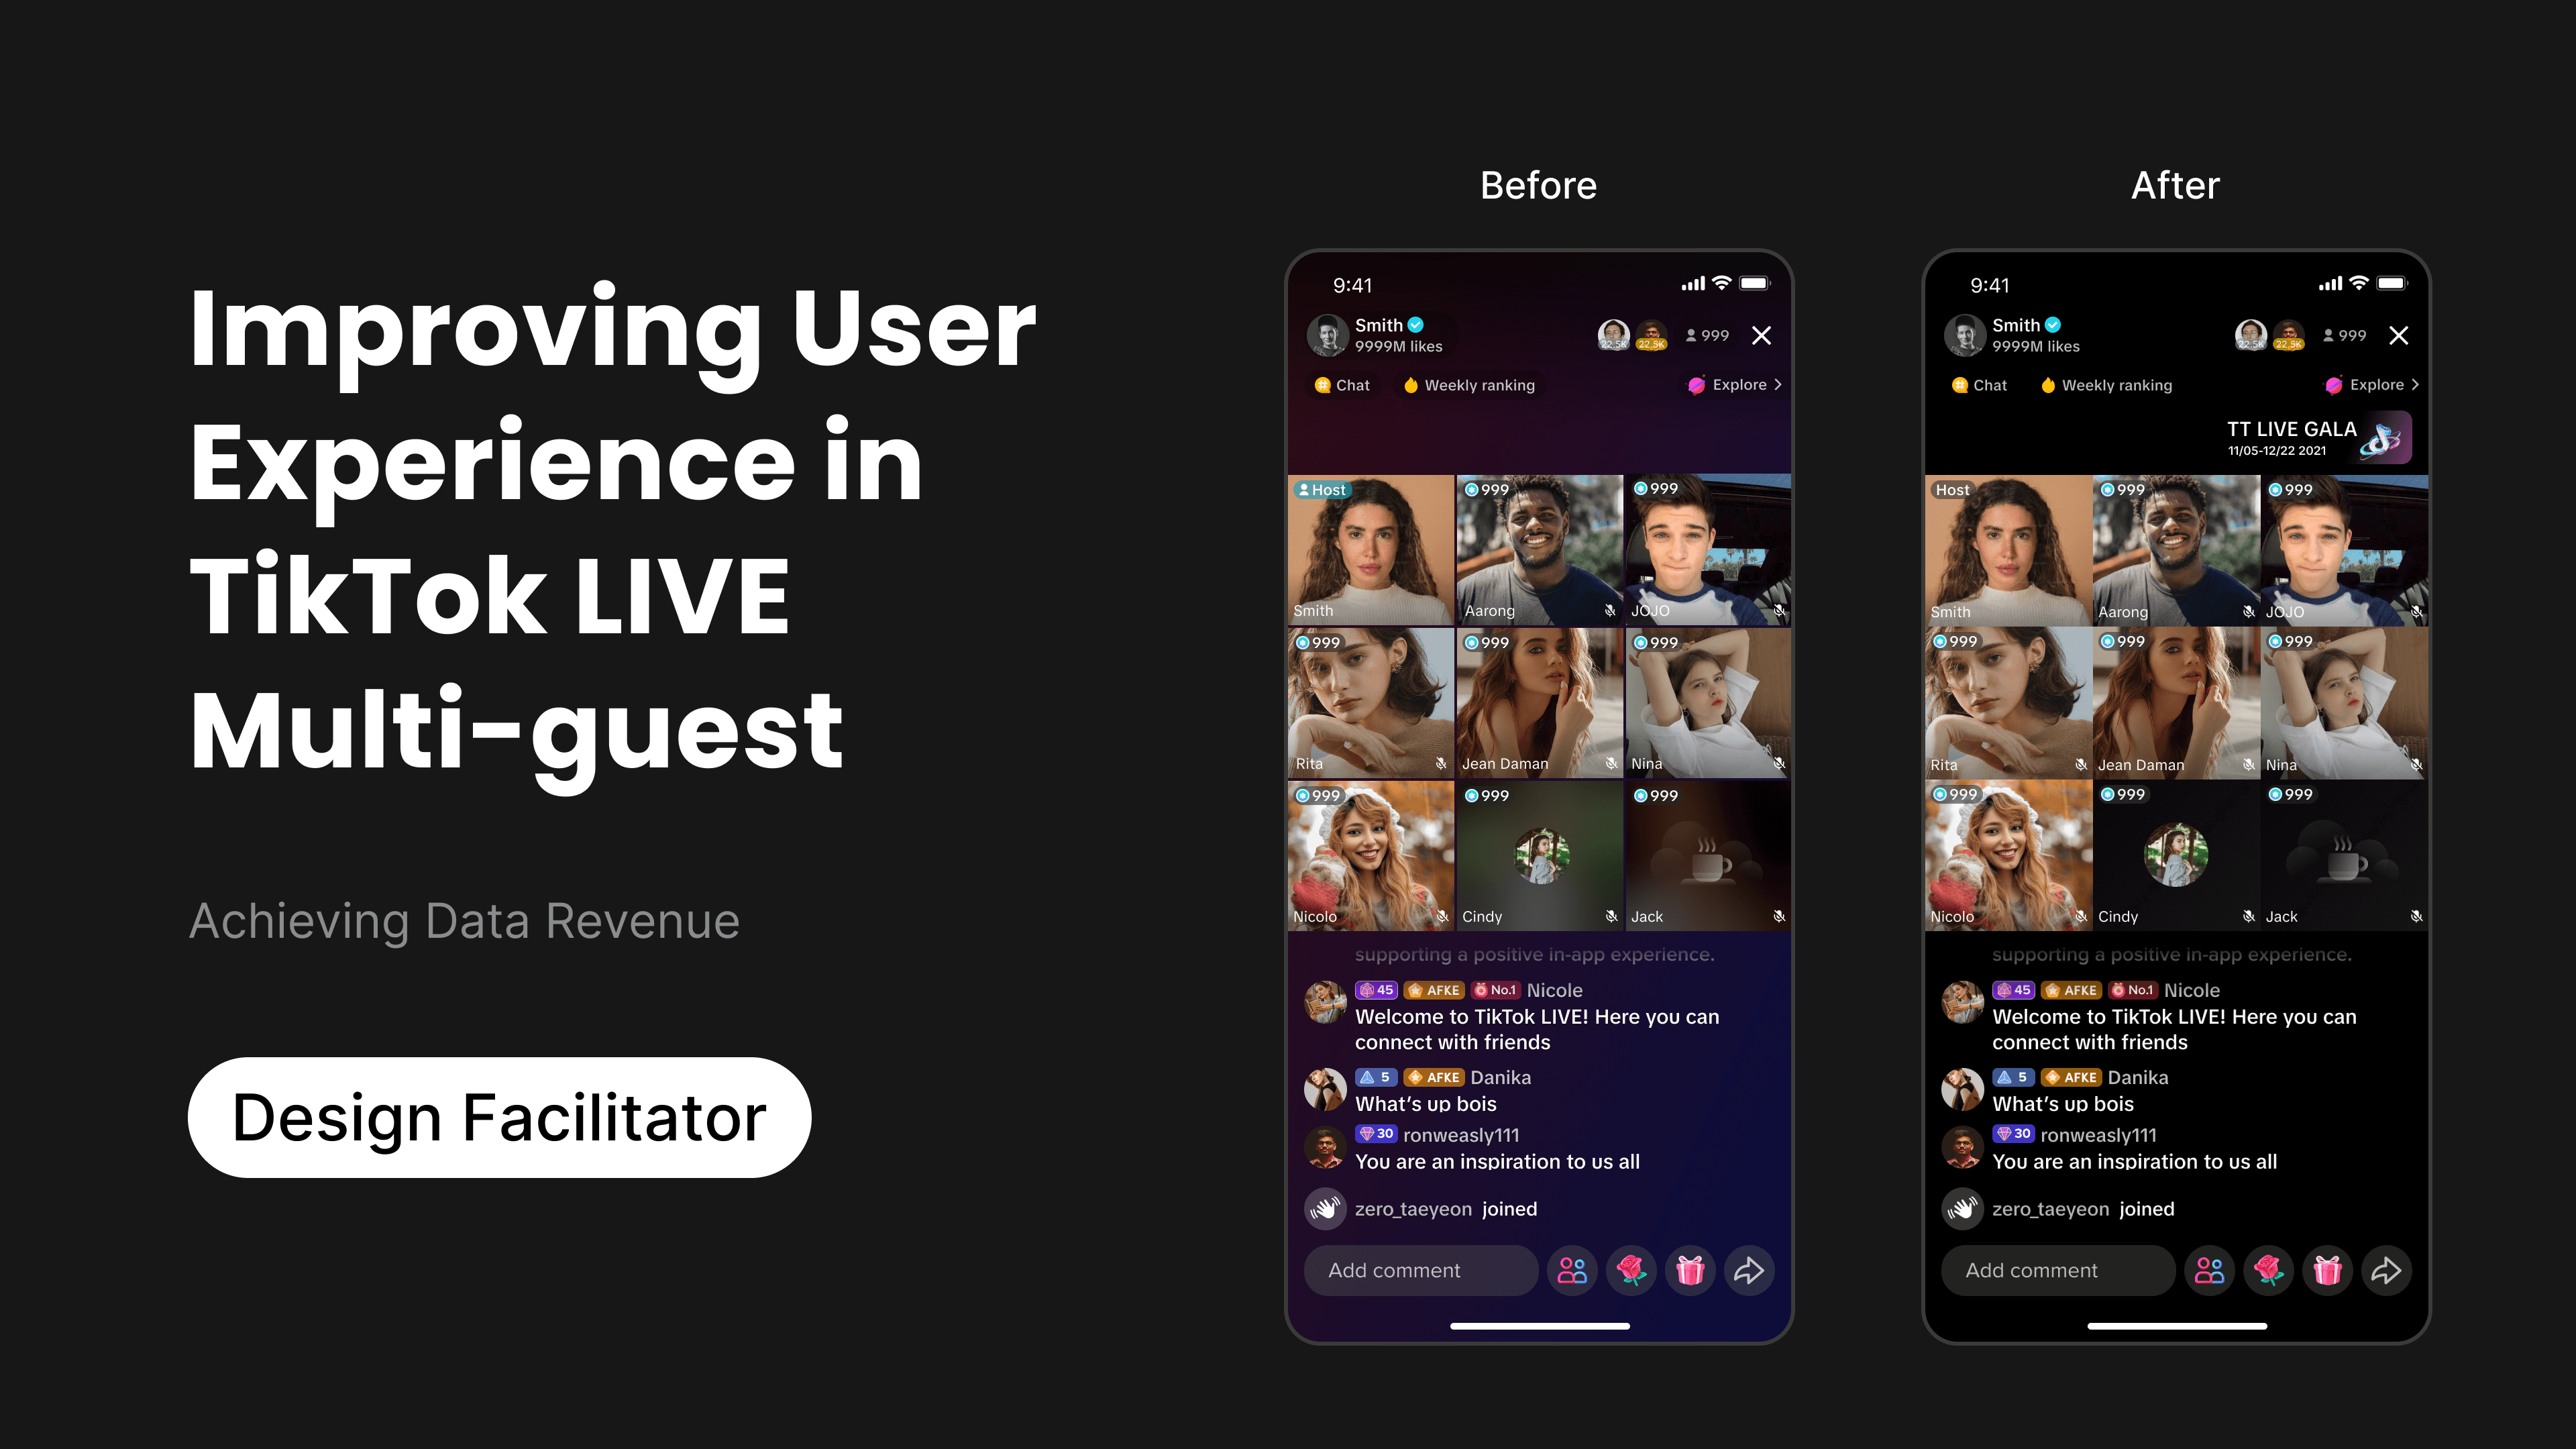 Improving User
Experience in
TikTok LIVE
Multi-guest
Achieving Data Revenue
Design Facilitator
Before
9:41
Smith
9999M likes
22.5K 22.5K 999
Chat Weekly ranking Explore
Host 999 999
Smith Aarong JOJO
999 999 999
Rita Jean Daman Nina
999 999 999
Nicolo Cindy Jack
supporting a positive in-app experience.
45 AFKE No.1 Nicole
Welcome to TikTok LIVE! Here you can
connect with friends
5 AFKE Danika
What's up bois
30 ronweasly111
You are an inspiration to us all
zero_taeyeon joined
Add comment
After
9:41
Smith
9999M likes
22.5K 22.5K 999
Chat Weekly ranking Explore
TT LIVE GALA
11/05-12/22 2021
Host 999 999
Smith Aarong JOJO
999 999 999
Rita Jean Daman Nina
999 999 999
Nicolo Cindy Jack
supporting a positive in-app experience.
45 AFKE No.1 Nicole
Welcome to TikTok LIVE! Here you can
connect with friends
5 AFKE Danika
What's up bois
30 ronweasly111
You are an inspiration to us all
zero_taeyeon joined
Add comment